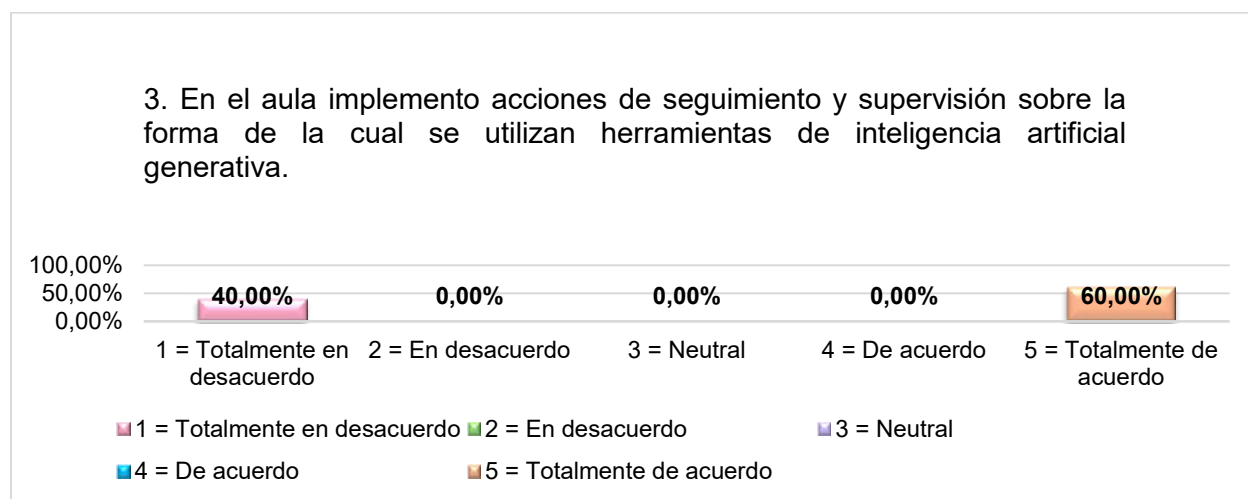 3. En el aula implemento acciones de seguimiento y supervisión sobre la
forma de la cual se utilizan herramientas de inteligencia artificial
generativa.
100,00%
50,00%
0,00%
40,00% 0,00% 0,00% 0,00% 60,00%
1 = Totalmente en desacuerdo
2 = En desacuerdo
3 = Neutral
4 = De acuerdo
5 = Totalmente de acuerdo
1 = Totalmente en desacuerdo 2 = En desacuerdo 3 = Neutral
4 = De acuerdo 5 = Totalmente de acuerdo